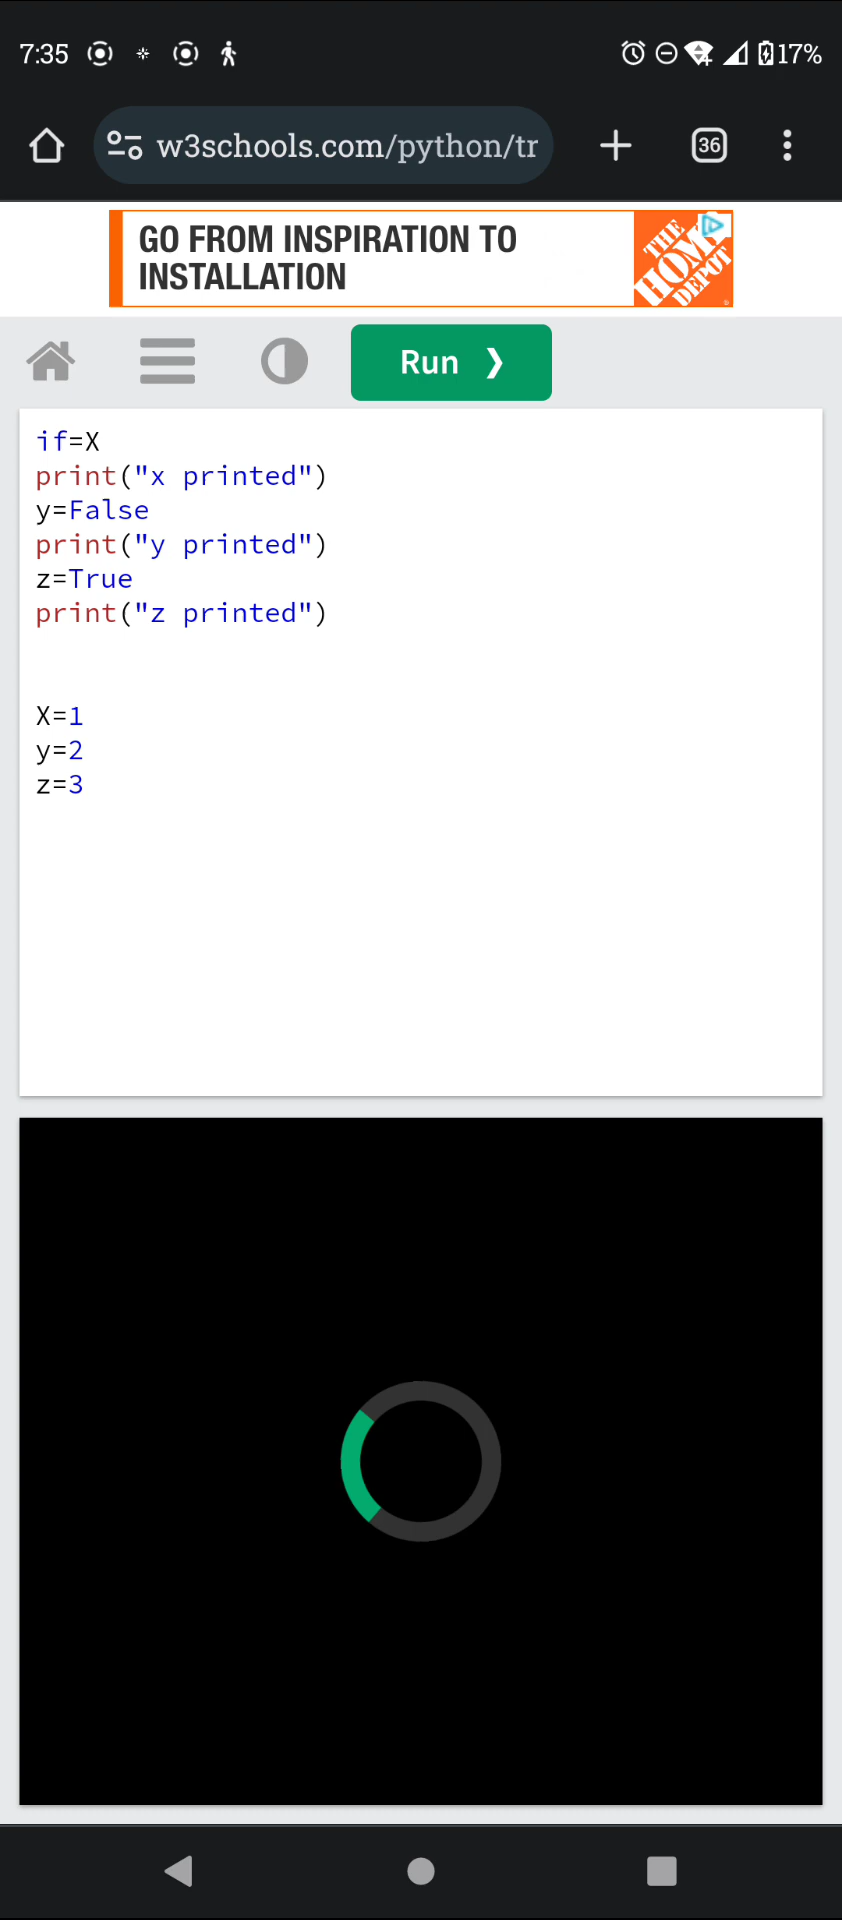 7:35 17%
w3schools.com/python/tr 36
GO FROM INSPIRATION TO
INSTALLATION
THE
HOME
DEPOT
Run ❯
if=X
print("x printed")
y=False
print("y printed")
z=True
print("z printed")
X=1
y=2
z=3